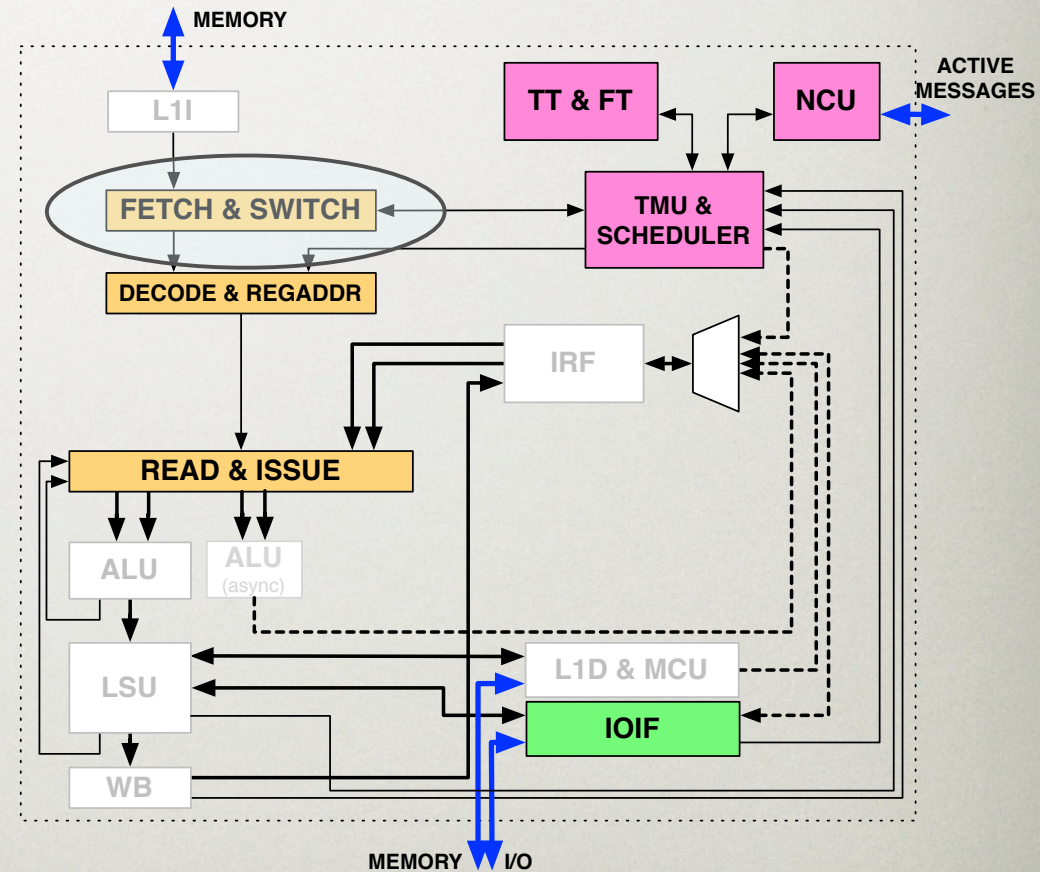 MEMORY
ACTIVE
MESSAGES
L1I
TT & FT
NCU
FETCH & SWITCH
TMU &
SCHEDULER
DECODE & REGADDR
IRF
READ & ISSUE
ALU
ALU
(async)
LSU
L1D & MCU
IOIF
WB
MEMORY
I/O